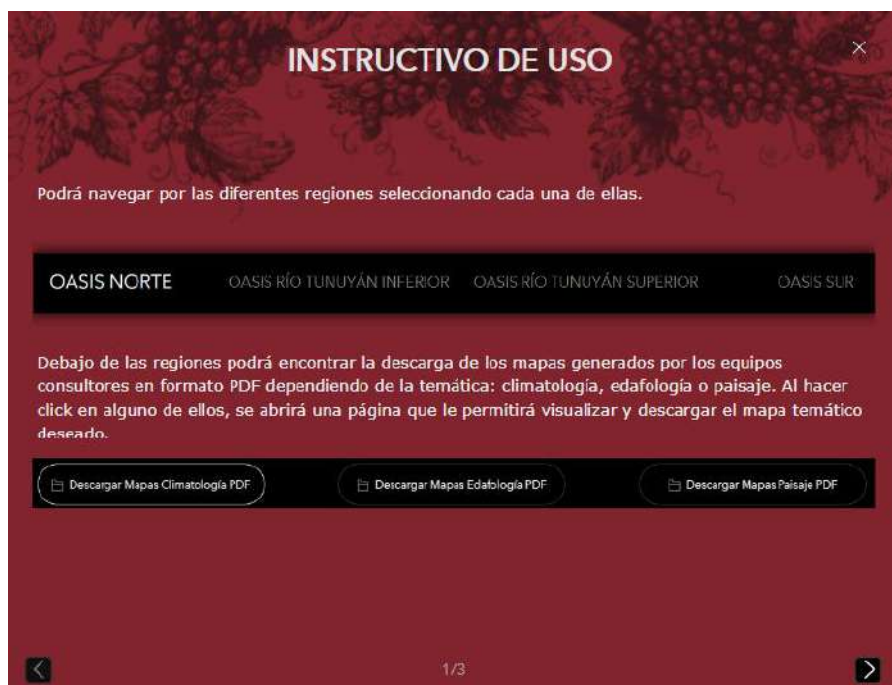 INSTRUCTIVO DE USO
Podrá navegar por las diferentes regiones seleccionando cada una de ellas.
OASIS NORTE OASIS RÍO TUNUYÁN INFERIOR OASIS RÍO TUNUYÁN SUPERIOR OASIS SUR
Debajo de las regiones podrá encontrar la descarga de los mapas generados por los equipos
consultores en formato PDF dependiendo de la temática: climatología, edafología o paisaje. Al hacer
click en alguno de ellos, se abrirá una página que le permitirá visualizar y descargar el mapa temático
deseado.
Descargar Mapas Climatología PDF Descargar Mapas Edafología PDF Descargar Mapas Paisaje PDF
1/3